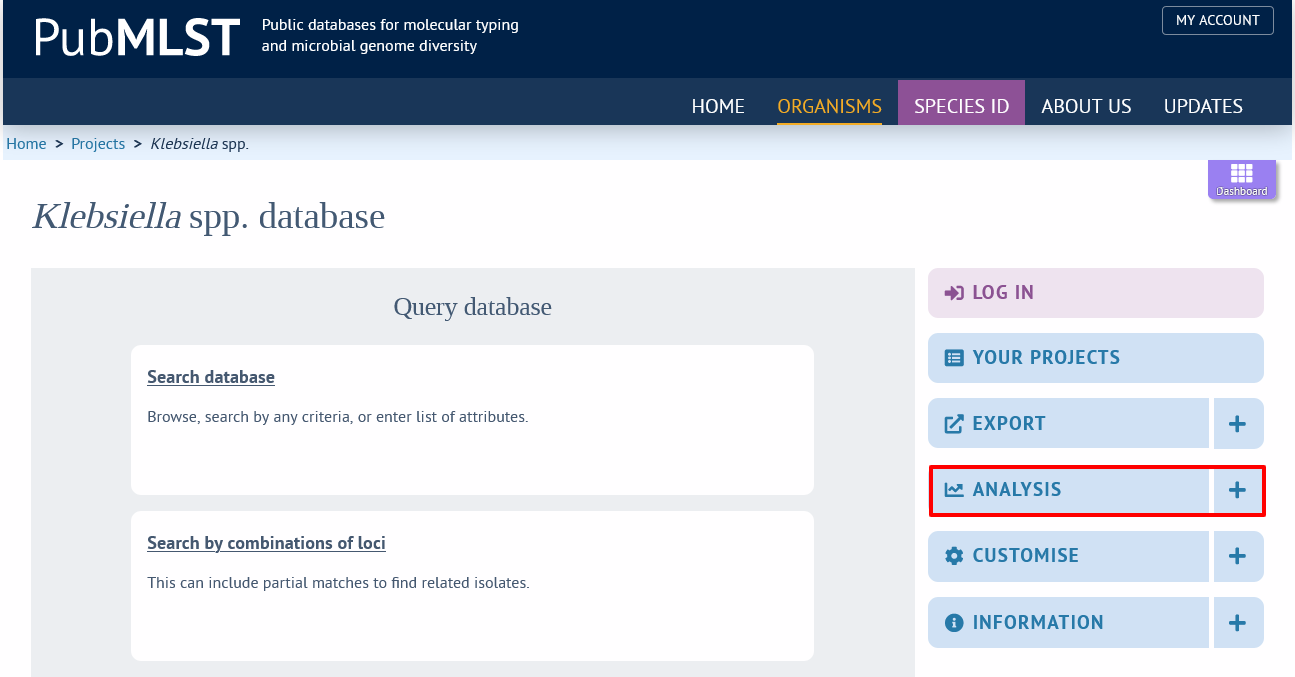 PubMLST
Public databases for molecular typing
and microbial genome diversity
MY ACCOUNT
HOME ORGANISMS SPECIES ID ABOUT US UPDATES
Home > Projects > Klebsiella spp.
Dashboard
Klebsiella spp. database
Query database
Search database
Browse, search by any criteria, or enter list of attributes.
Search by combinations of loci
This can include partial matches to find related isolates.
LOG IN
YOUR PROJECTS
EXPORT
ANALYSIS
CUSTOMISE
INFORMATION